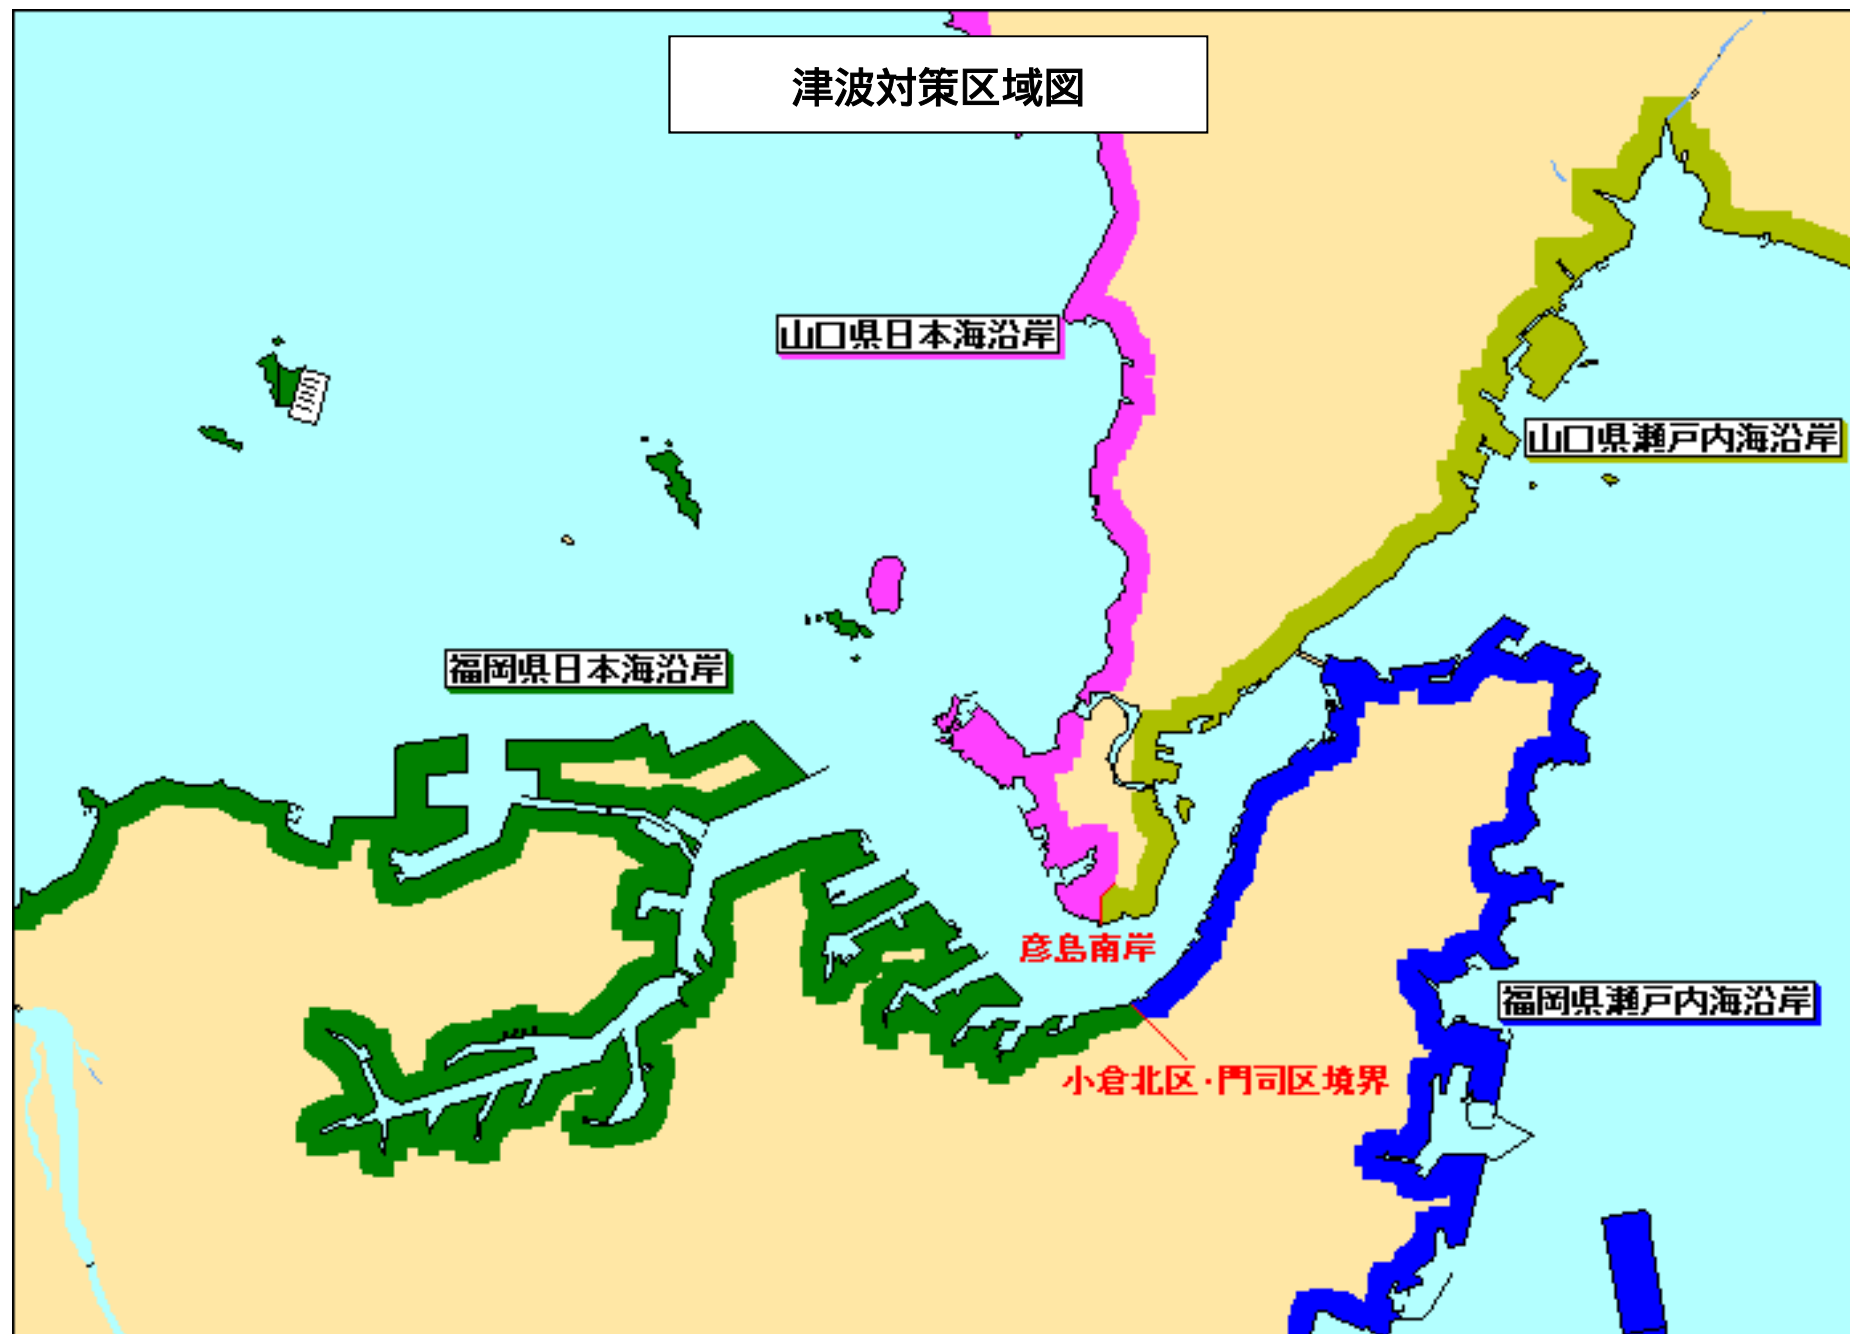 津波対策区域図
山口県日本海沿岸
山口県瀬戸内海沿岸
福岡県日本海沿岸
彦島南岸
福岡県瀬戸内海沿岸
小倉北区・門司区境界